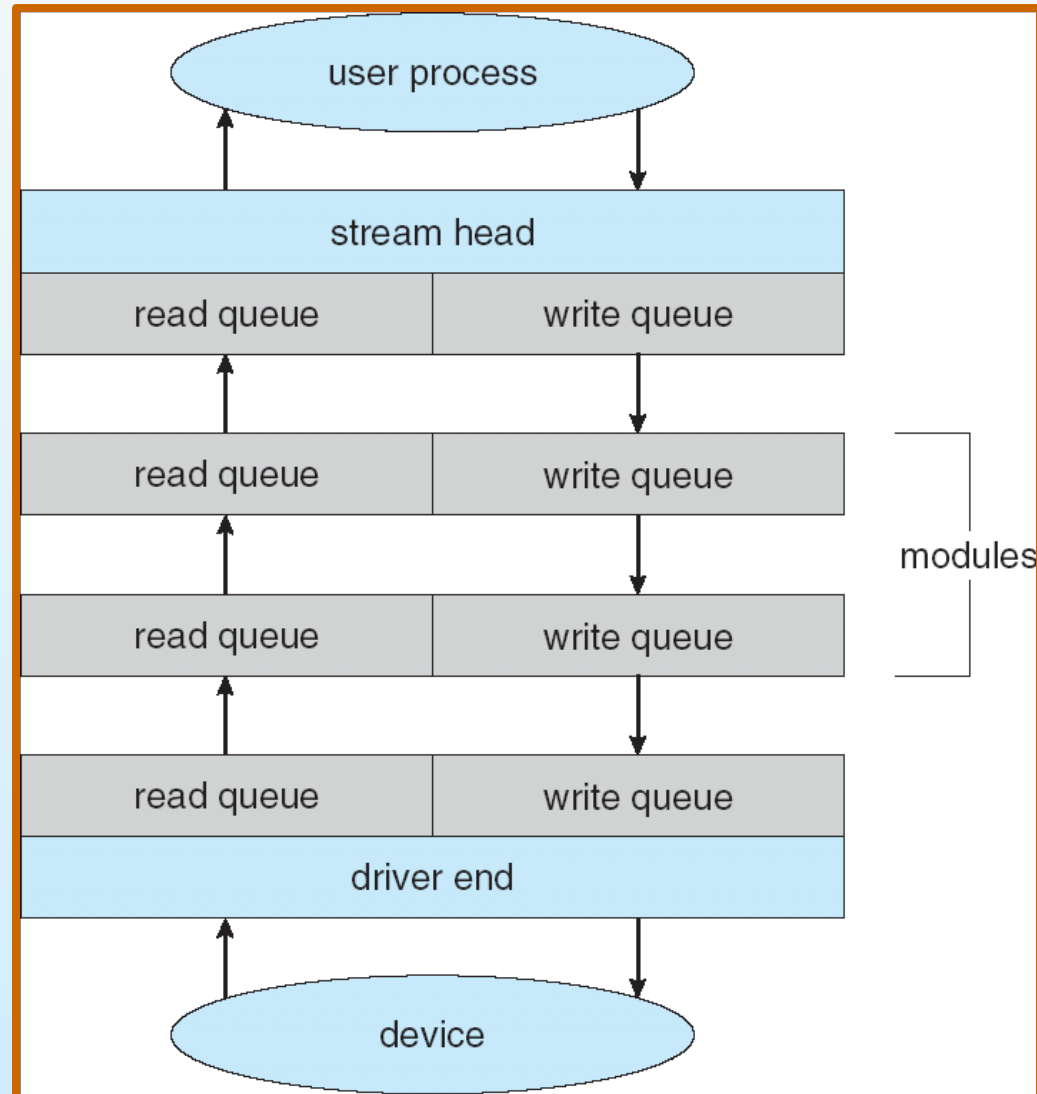 user process
stream head
read queue write queue
read queue write queue
modules
read queue write queue
read queue write queue
driver end
device